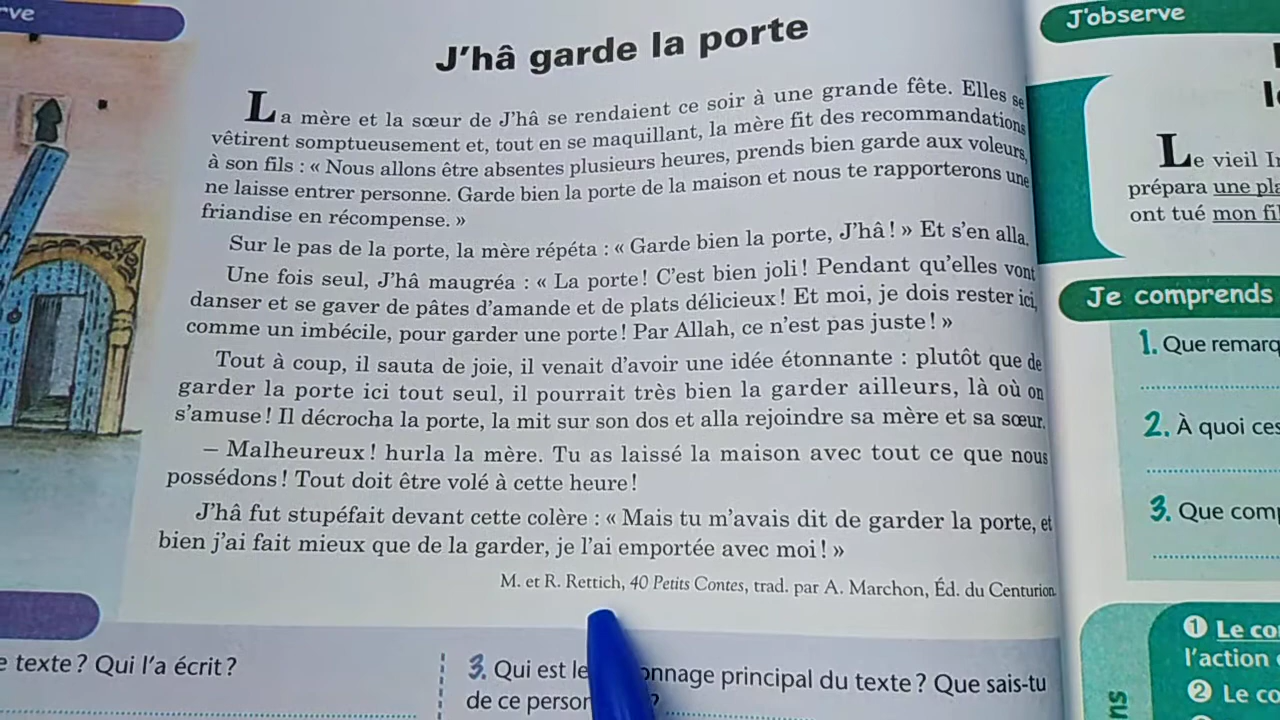 rve
J'hâ garde la porte
La mère et la sœur de J'hâ se rendaient ce soir à une grande fête. Elles se
vêtirent somptueusement et, tout en se maquillant, la mère fit des recommandations
à son fils : « Nous allons être absentes plusieurs heures, prends bien garde aux voleurs,
ne laisse entrer personne. Garde bien la porte de la maison et nous te rapporterons une
friandise en récompense. »
Sur le pas de la porte, la mère répéta : « Garde bien la porte, J'hâ ! » Et s'en alla.
Une fois seul, J'hâ maugréa : « La porte ! C'est bien joli ! Pendant qu'elles vont
danser et se gaver de pâtes d'amande et de plats délicieux ! Et moi, je dois rester ici,
comme un imbécile, pour garder une porte ! Par Allah, ce n'est pas juste ! »
Tout à coup, il sauta de joie, il venait d'avoir une idée étonnante : plutôt que de
garder la porte ici tout seul, il pourrait très bien la garder ailleurs, là où on
s'amuse ! Il décrocha la porte, la mit sur son dos et alla rejoindre sa mère et sa sœur.
– Malheureux ! hurla la mère. Tu as laissé la maison avec tout ce que nous
possédons ! Tout doit être volé à cette heure !
J'hâ fut stupéfait devant cette colère : « Mais tu m'avais dit de garder la porte, et
bien j'ai fait mieux que de la garder, je l'ai emportée avec moi ! »
M. et R. Rettich, 40 Petits Contes, trad. par A. Marchon, Éd. du Centurion.
e texte ? Qui l'a écrit ?
3. Qui est le onnage principal du texte ? Que sais-tu
de ce person ?
J'observe
Le vieil I
prépara une pla
ont tué mon fil
Je comprends
1. Que remarq
2. À quoi ces
3. Que comp
① Le co
l'action
② Le co
ns